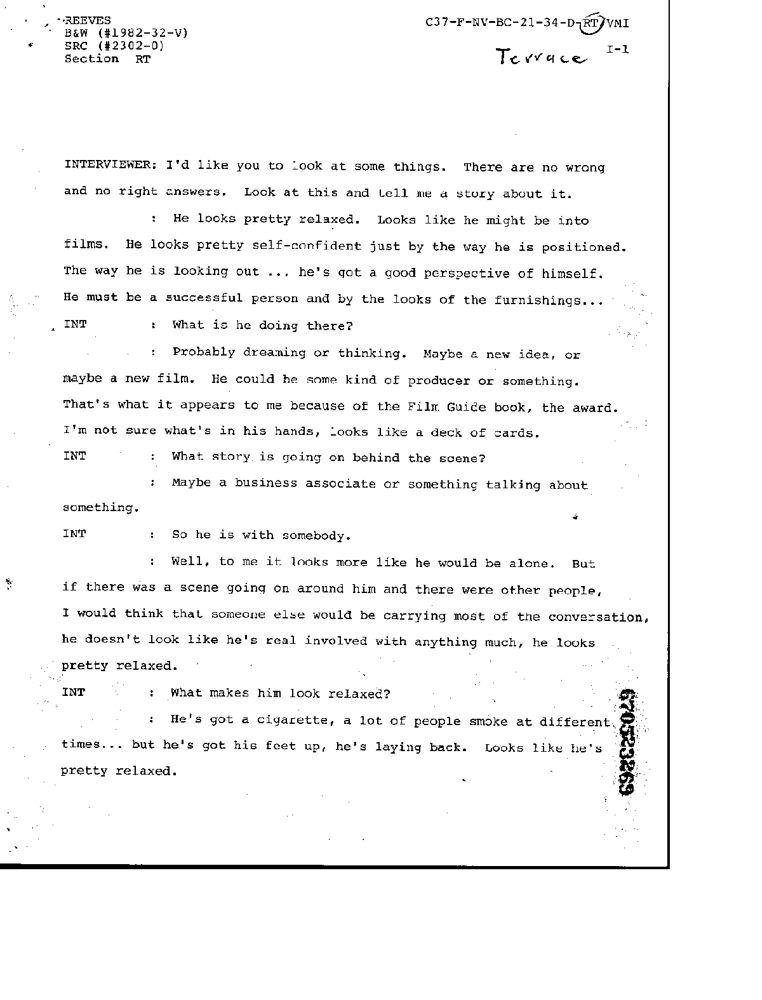 REEVES
B&W (#1982-32-V)
SRC (#2302-0)
Section RT
C37-F-NV-BC-21-34-D-RT/VMI
Terrace I-1
INTERVIEWER: I'd like you to look at some things. There are no wrong
and no right answers. Look at this and tell me a story about it.
: He looks pretty relaxed. Looks like he might be into
films. He looks pretty self-confident just by the way he is positioned.
The way he is looking out ... he's got a good perspective of himself.
He must be a successful person and by the looks of the furnishings...
INT : What is he doing there?
: Probably dreaming or thinking. Maybe a new idea, or
maybe a new film. He could be some kind of producer or something.
That's what it appears to me because of the Film Guide book, the award.
I'm not sure what's in his hands, looks like a deck of cards.
INT : What story is going on behind the scene?
: Maybe a business associate or something talking about
something.
INT : So he is with somebody.
: Well, to me it looks more like he would be alone. But
if there was a scene going on around him and there were other people,
I would think that someone else would be carrying most of the conversation,
he doesn't look like he's real involved with anything much, he looks
pretty relaxed.
INT : What makes him look relaxed?
: He's got a cigarette, a lot of people smoke at different
times... but he's got his feet up, he's laying back. Looks like he's
pretty relaxed.
670523269